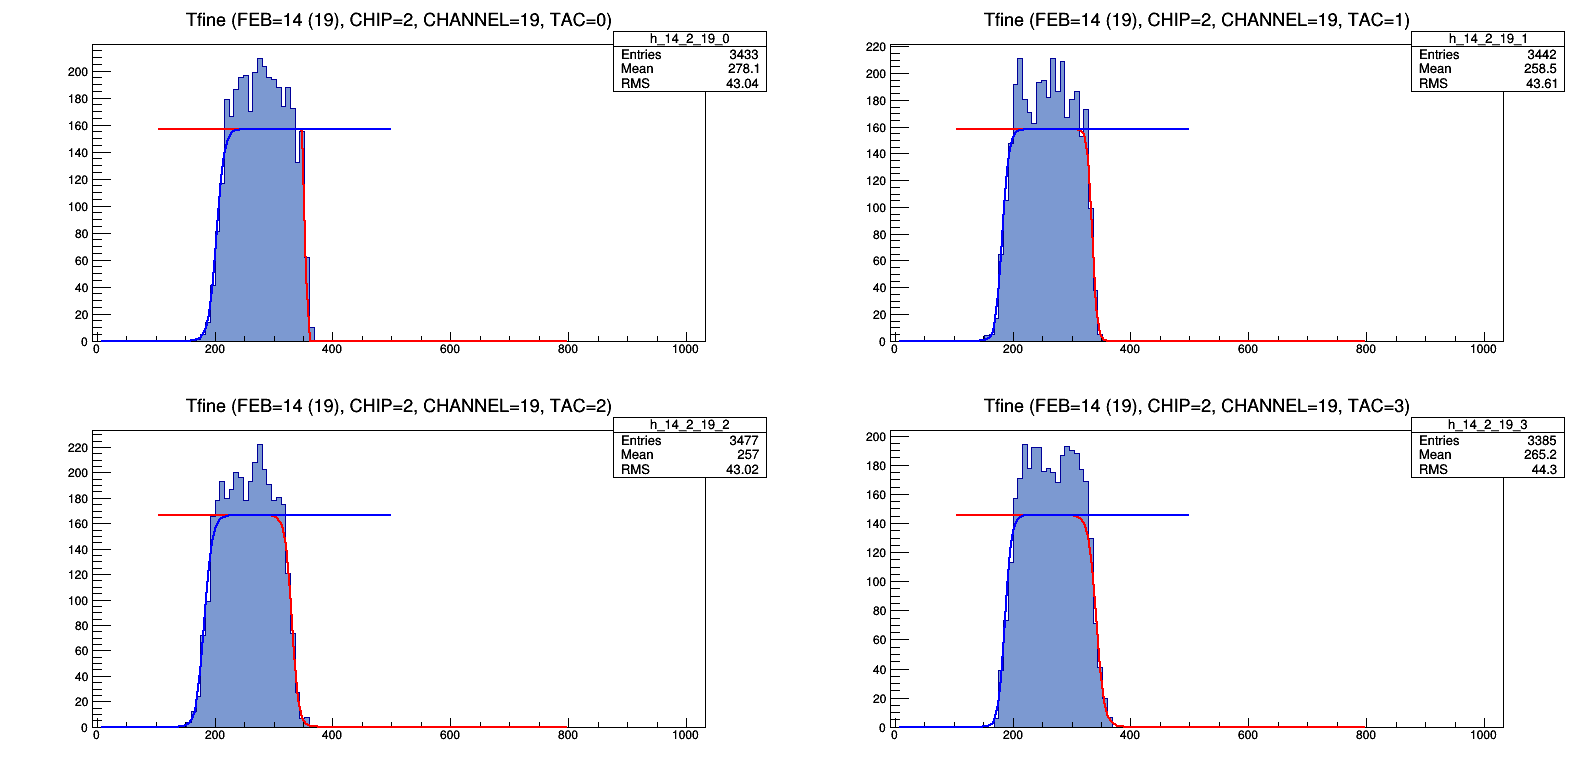 Tfine (FEB=14 (19), CHIP=2, CHANNEL=19, TAC=0)
h_14_2_19_0
Entries 3433
Mean 278.1
RMS 43.04
200
180
160
140
120
100
80
60
40
20
0
0 200 400 600 800 1000
Tfine (FEB=14 (19), CHIP=2, CHANNEL=19, TAC=1)
h_14_2_19_1
Entries 3442
Mean 258.5
RMS 43.61
220
200
180
160
140
120
100
80
60
40
20
0
0 200 400 600 800 1000
Tfine (FEB=14 (19), CHIP=2, CHANNEL=19, TAC=2)
h_14_2_19_2
Entries 3477
Mean 257
RMS 43.02
220
200
180
160
140
120
100
80
60
40
20
0
0 200 400 600 800 1000
Tfine (FEB=14 (19), CHIP=2, CHANNEL=19, TAC=3)
h_14_2_19_3
Entries 3385
Mean 265.2
RMS 44.3
200
180
160
140
120
100
80
60
40
20
0
0 200 400 600 800 1000